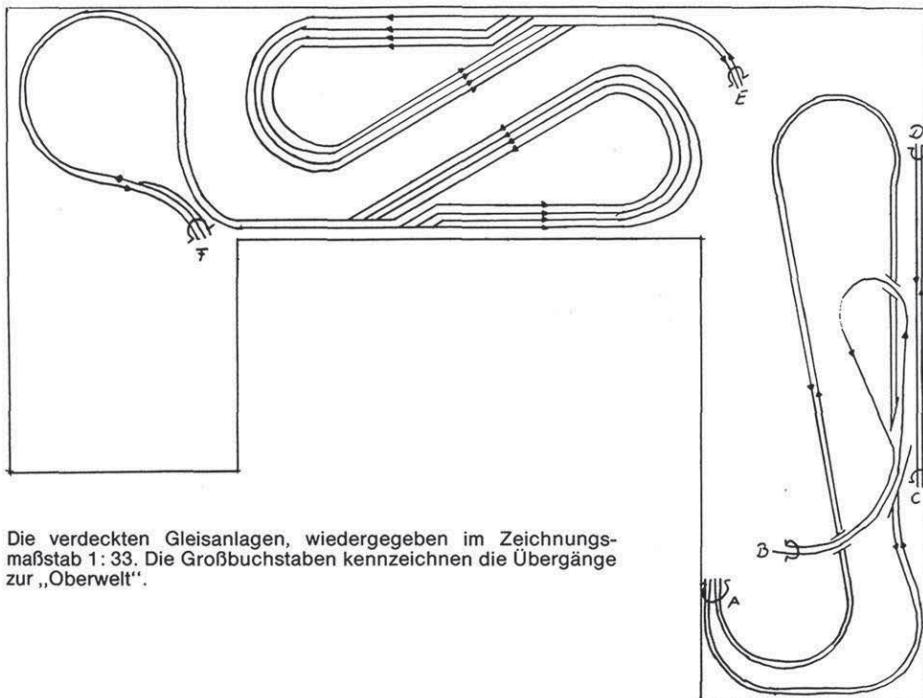 E
D
F
C
B
A
Die verdeckten Gleisanlagen, wiedergegeben im Zeichnungs-
maßstab 1:33. Die Großbuchstaben kennzeichnen die Übergänge
zur „Oberwelt".